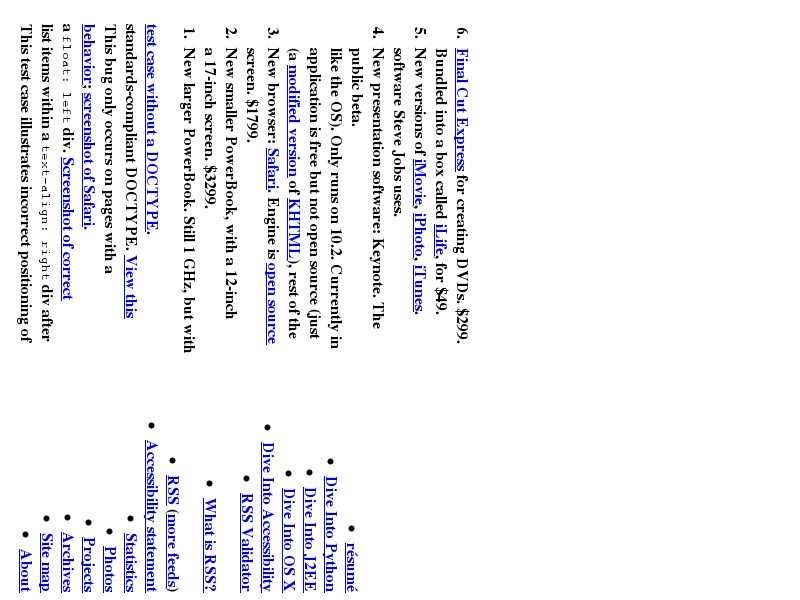 This test case illustrates incorrect positioning of
list items within a text-align: right div after
a float: left div. Screenshot of correct
behavior; screenshot of Safari.
This bug only occurs on pages with a
standards-compliant DOCTYPE. View this
test case without a DOCTYPE.
1. New larger PowerBook. Still 1 GHz, but with
a 17-inch screen. $3299.
2. New smaller PowerBook, with a 12-inch
screen. $1799.
3. New browser: Safari. Engine is open source
(a modified version of KHTML), rest of the
application is free but not open source (just
like the OS). Only runs on 10.2. Currently in
public beta.
4. New presentation software: Keynote. The
software Steve Jobs uses.
5. New versions of iMovie, iPhoto, iTunes.
Bundled into a box called iLife, for $49.
6. Final Cut Express for creating DVDs. $299.
• About
• Site map
• Archives
• Projects
• Photos
• Statistics
• Accessibility statement
• RSS (more feeds)
• What is RSS?
• RSS Validator
• Dive Into Accessibility
• Dive Into OS X
• Dive Into J2EE
• Dive Into Python
• résumé